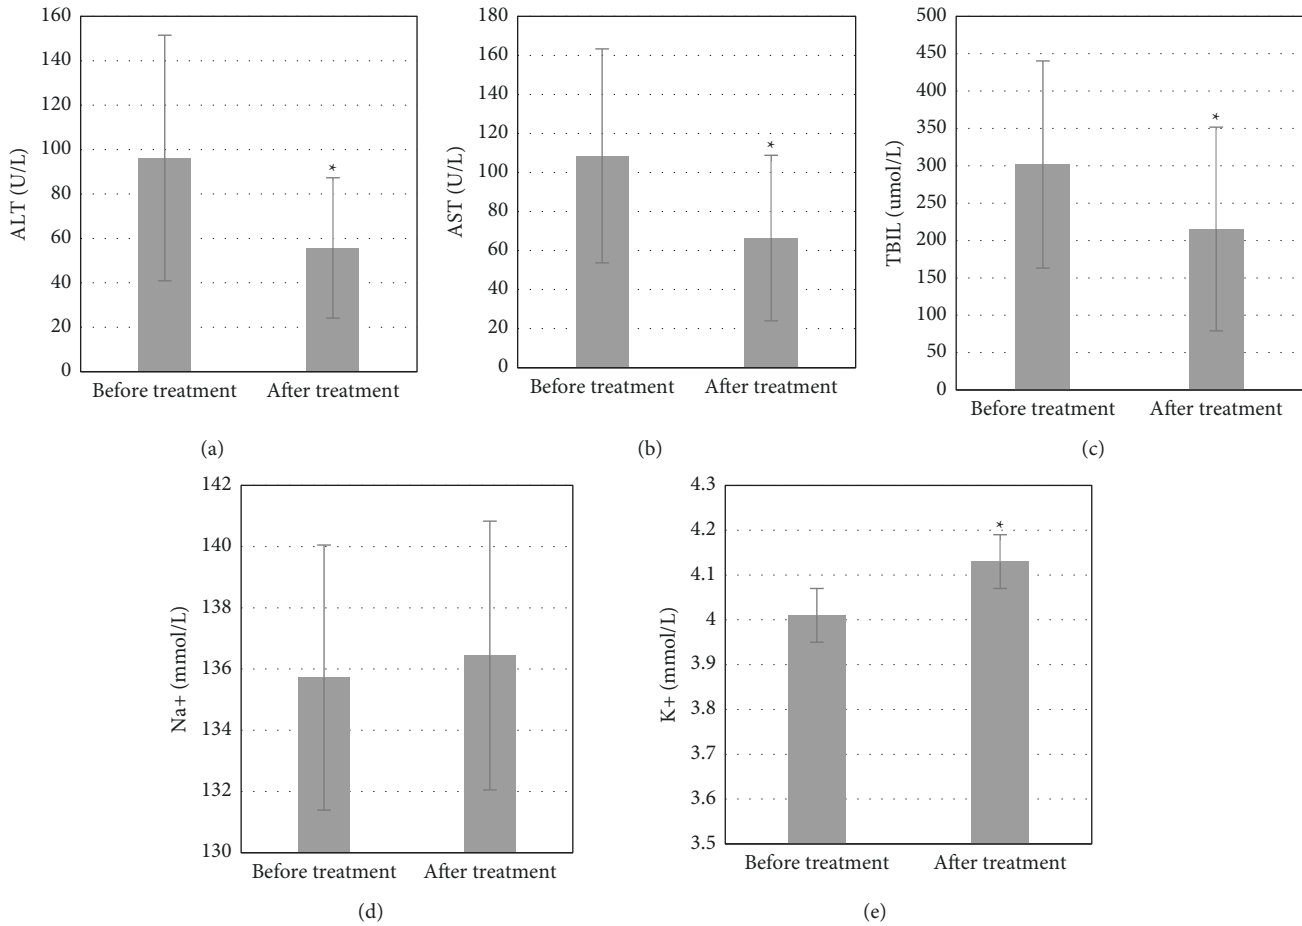 ALT (U/L)
160
140
120
100
80
60
40
20
0
*
Before treatment
After treatment
(a)
AST (U/L)
180
160
140
120
100
80
60
40
20
0
*
Before treatment
After treatment
(b)
TBIL (umol/L)
500
450
400
350
300
250
200
150
100
50
0
*
Before treatment
After treatment
(c)
Na+ (mmol/L)
142
140
138
136
134
132
130
Before treatment
After treatment
(d)
K+ (mmol/L)
4.3
4.2
4.1
4
3.9
3.8
3.7
3.6
3.5
*
Before treatment
After treatment
(e)